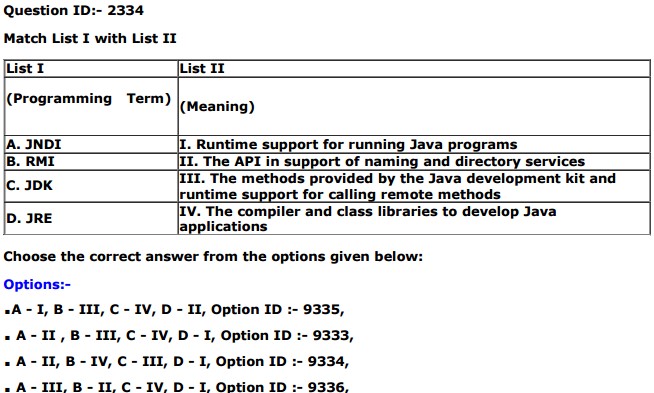 Question ID:- 2334
Match List I with List II
List I List II
(Programming Term) (Meaning)
A. JNDI I. Runtime support for running Java programs
B. RMI II. The API in support of naming and directory services
C. JDK III. The methods provided by the Java development kit and
runtime support for calling remote methods
D. JRE IV. The compiler and class libraries to develop Java
applications
Choose the correct answer from the options given below:
Options:-
▪A - I, B - III, C - IV, D - II, Option ID :- 9335,
▪ A - II , B - III, C - IV, D - I, Option ID :- 9333,
▪ A - II, B - IV, C - III, D - I, Option ID :- 9334,
▪ A - III, B - II, C - IV, D - I, Option ID :- 9336,